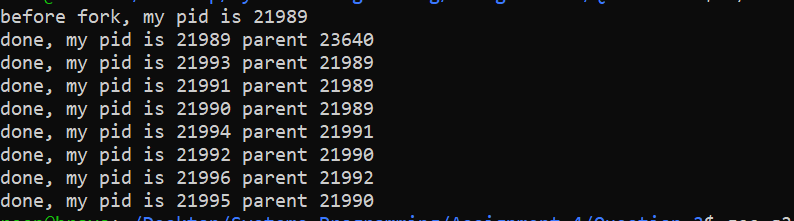 before fork, my pid is 21989
done, my pid is 21989 parent 23640
done, my pid is 21993 parent 21989
done, my pid is 21991 parent 21989
done, my pid is 21990 parent 21989
done, my pid is 21994 parent 21991
done, my pid is 21992 parent 21990
done, my pid is 21996 parent 21992
done, my pid is 21995 parent 21990